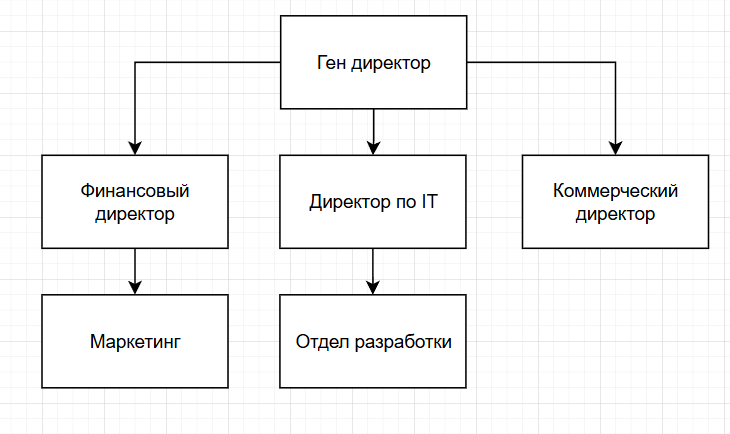 Ген директор
Финансовый
директор
Директор по IT
Коммерческий
директор
Маркетинг
Отдел разработки